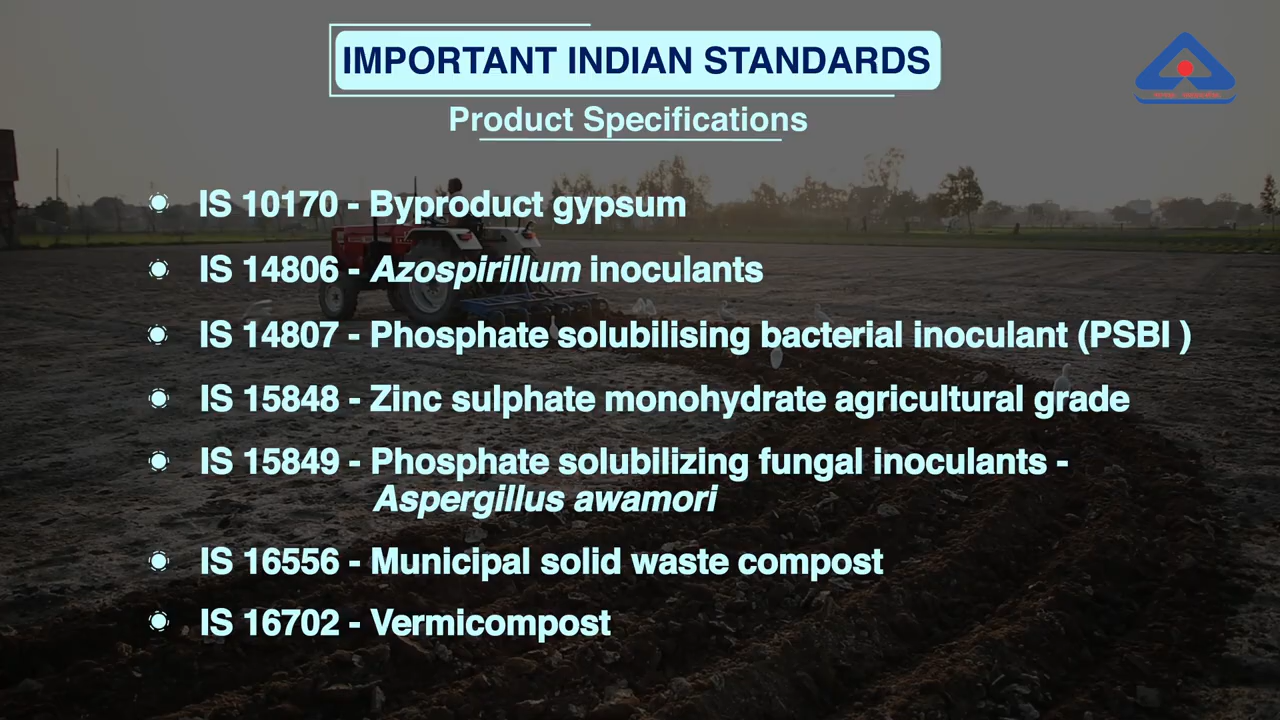 IMPORTANT INDIAN STANDARDS
Product Specifications
IS 10170 - Byproduct gypsum
IS 14806 - Azospirillum inoculants
IS 14807 - Phosphate solubilising bacterial inoculant (PSBI )
IS 15848 - Zinc sulphate monohydrate agricultural grade
IS 15849 - Phosphate solubilizing fungal inoculants -
Aspergillus awamori
IS 16556 - Municipal solid waste compost
IS 16702 - Vermicompost